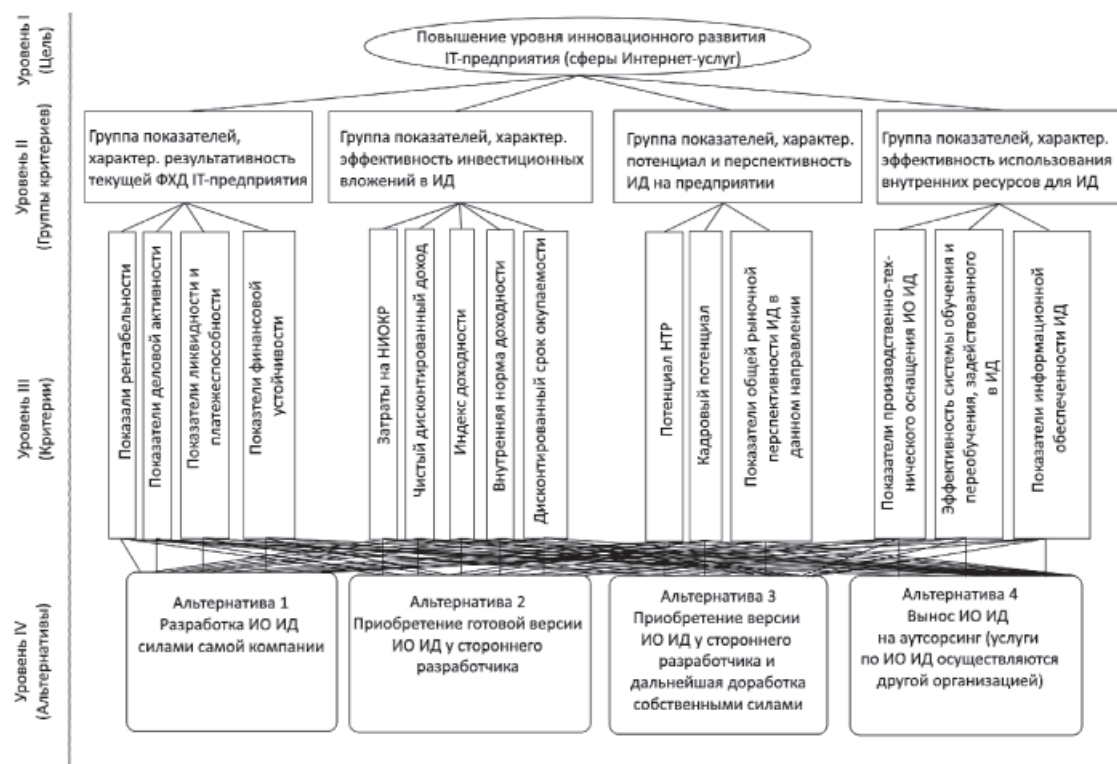 Уровень I
(Цель)
Повышение уровня инновационного развития
IT-предприятия (сферы Интернет-услуг)
Уровень II
(Группы критериев)
Группа показателей,
характер. результативность
текущей ФХД IT-предприятия
Группа показателей, характер.
эффективность инвестиционных
вложений в ИД
Группа показателей, характер.
потенциал и перспективность
ИД на предприятии
Группа показателей, характер.
эффективность использования
внутренних ресурсов для ИД
Уровень III
(Критерии)
Показали рентабельности
Показатели деловой активности
Показатели ликвидности и
платежеспособности
Показатели финансовой
устойчивости
Затраты на НИОКР
Чистый дисконтированный доход
Индекс доходности
Внутренняя норма доходности
Дисконтированный срок окупаемости
Потенциал НТР
Кадровый потенциал
Показатели общей рыночной
перспективности ИД в
данном направлении
Показатели производственно-тех-
нического оснащения ИО ИД
Эффективность системы обучения и
переобучения, задействованного
в ИД
Показатели информационной
обеспеченности ИД
Уровень IV
(Альтернативы)
Альтернатива 1
Разработка ИО ИД
силами самой компании
Альтернатива 2
Приобретение готовой версии
ИО ИД у стороннего
разработчика
Альтернатива 3
Приобретение версии
ИО ИД у стороннего
разработчика и
дальнейшая доработка
собственными силами
Альтернатива 4
Вынос ИО ИД
на аутсорсинг (услуги
по ИО ИД осуществляются
другой организацией)